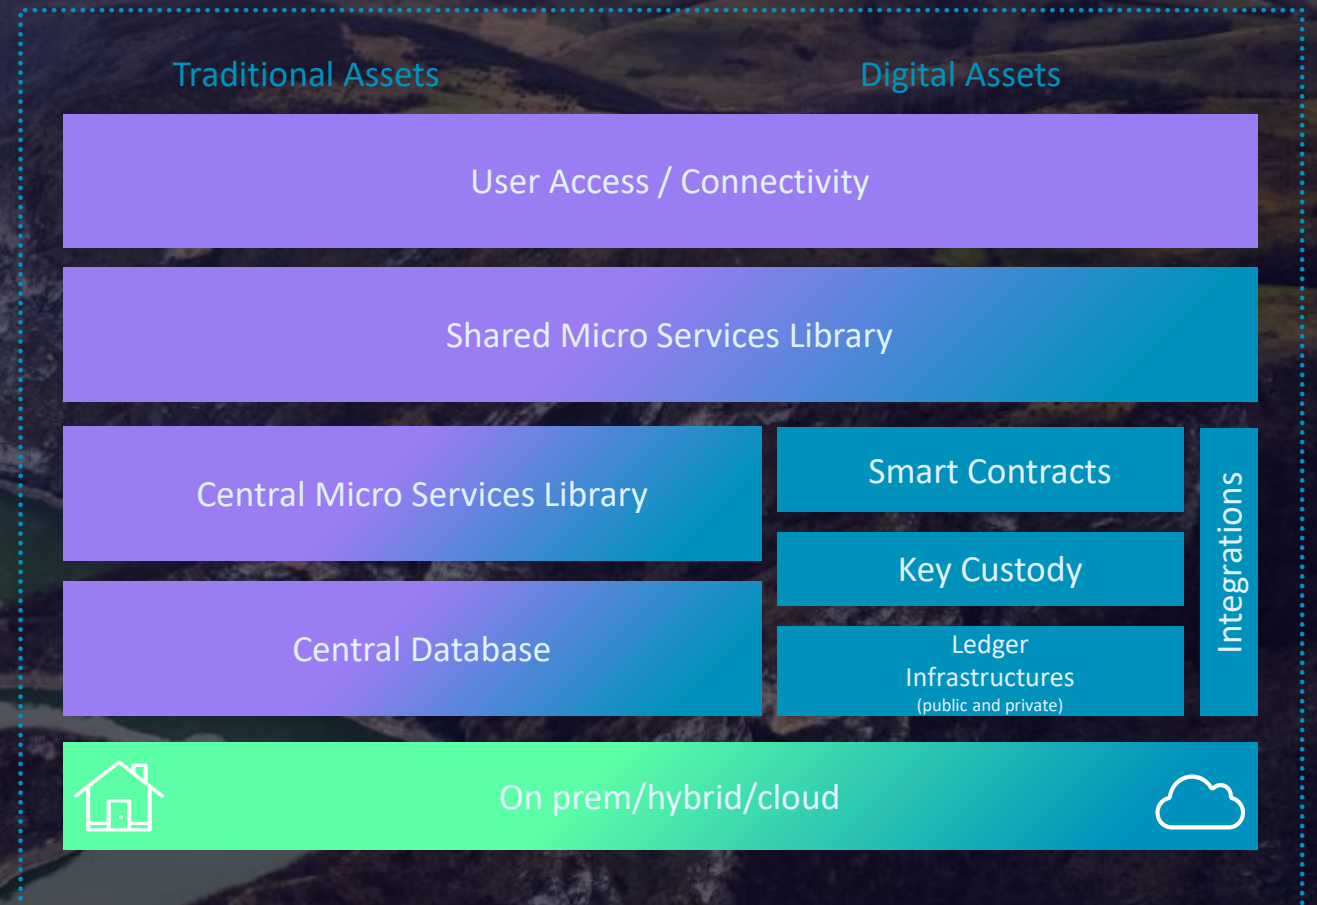 Traditional Assets
Digital Assets
User Access / Connectivity
Shared Micro Services Library
Central Micro Services Library
Smart Contracts
Key Custody
Integrations
Central Database
Ledger
Infrastructures
(public and private)
On prem/hybrid/cloud